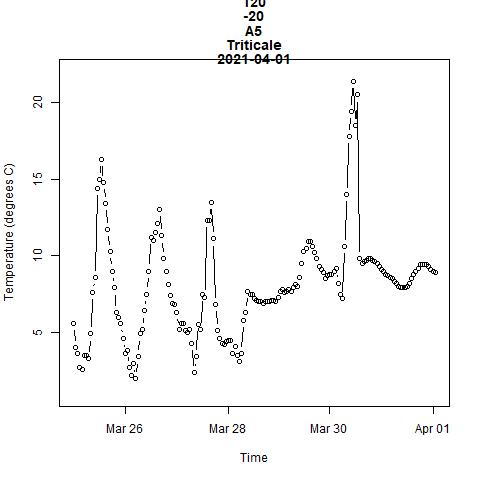 120
-20
A5
Triticale
2021-04-01
Temperature (degrees C)
20
15
10
5
Mar 26
Mar 28
Mar 30
Apr 01
Time